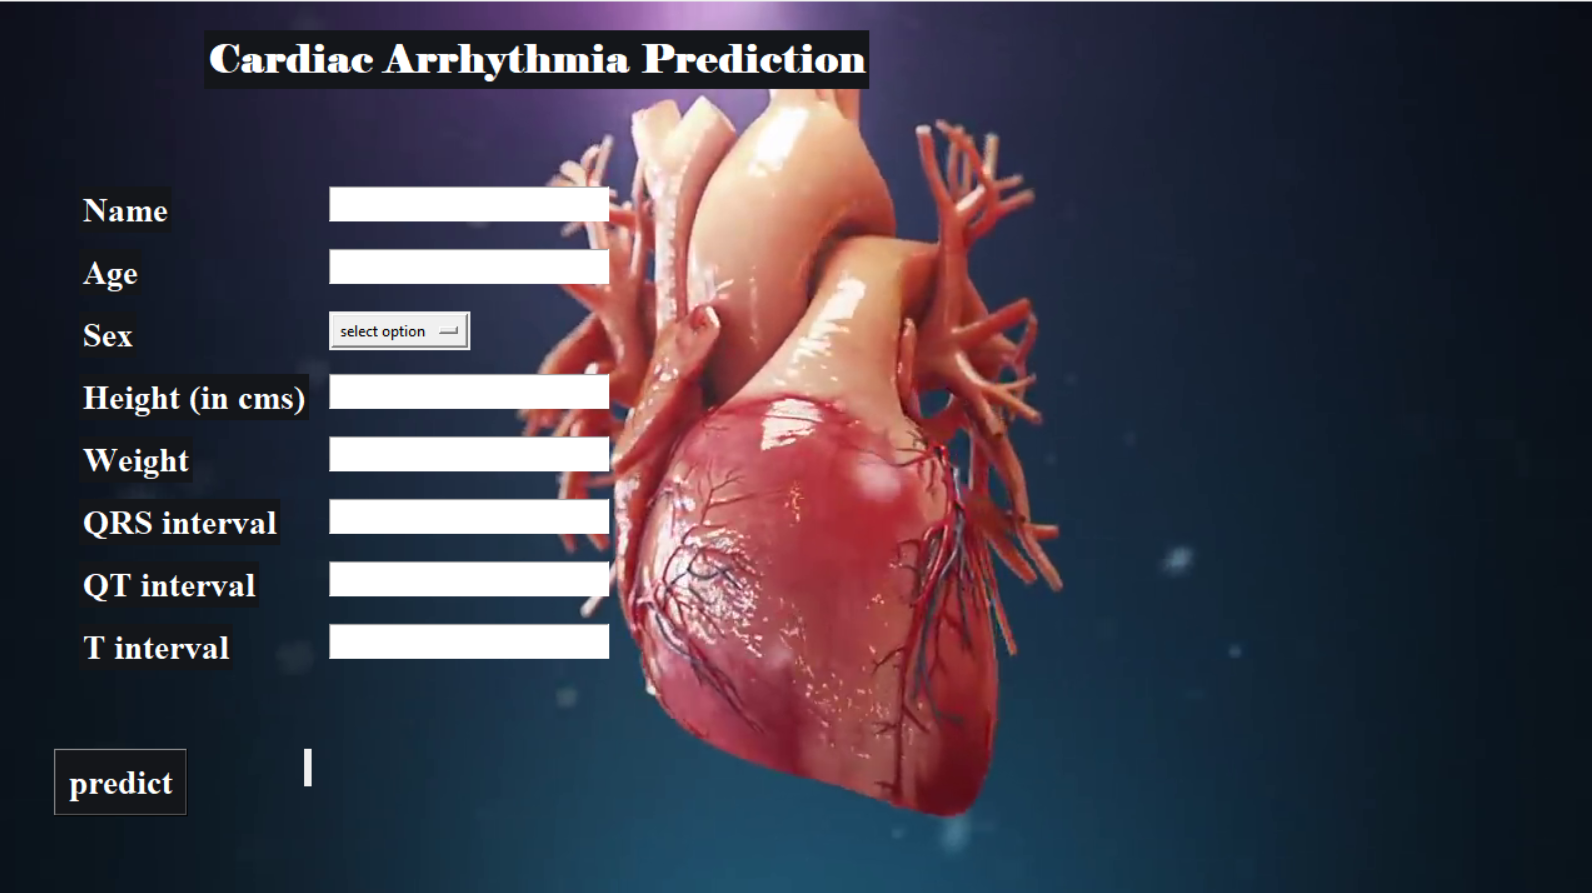 Cardiac Arrhythmia Prediction
Name
Age
Sex
select option
Height (in cms)
Weight
QRS interval
QT interval
T interval
predict